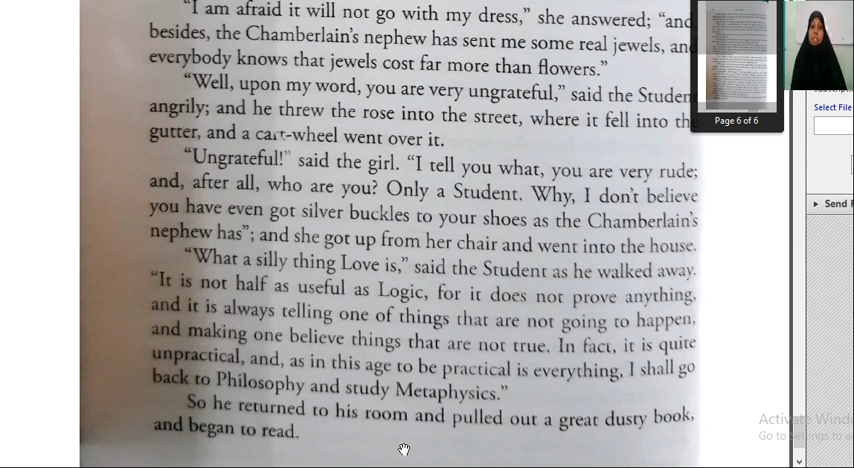 "I am afraid it will not go with my dress," she answered; "and,
besides, the Chamberlain's nephew has sent me some real jewels, and
everybody knows that jewels cost far more than flowers."
"Well, upon my word, you are very ungrateful," said the Student
angrily; and he threw the rose into the street, where it fell into the
gutter, and a cart-wheel went over it.
"Ungrateful!" said the girl. "I tell you what, you are very rude;
and, after all, who are you? Only a Student. Why, I don't believe
you have even got silver buckles to your shoes as the Chamberlain's
nephew has"; and she got up from her chair and went into the house.
"What a silly thing Love is," said the Student as he walked away.
"It is not half as useful as Logic, for it does not prove anything,
and it is always telling one of things that are not going to happen,
and making one believe things that are not true. In fact, it is quite
unpractical, and, as in this age to be practical is everything, I shall go
back to Philosophy and study Metaphysics."
So he returned to his room and pulled out a great dusty book,
and began to read.
Page 6 of 6
Select File
Send
Activate Windo
Go to Settings to a